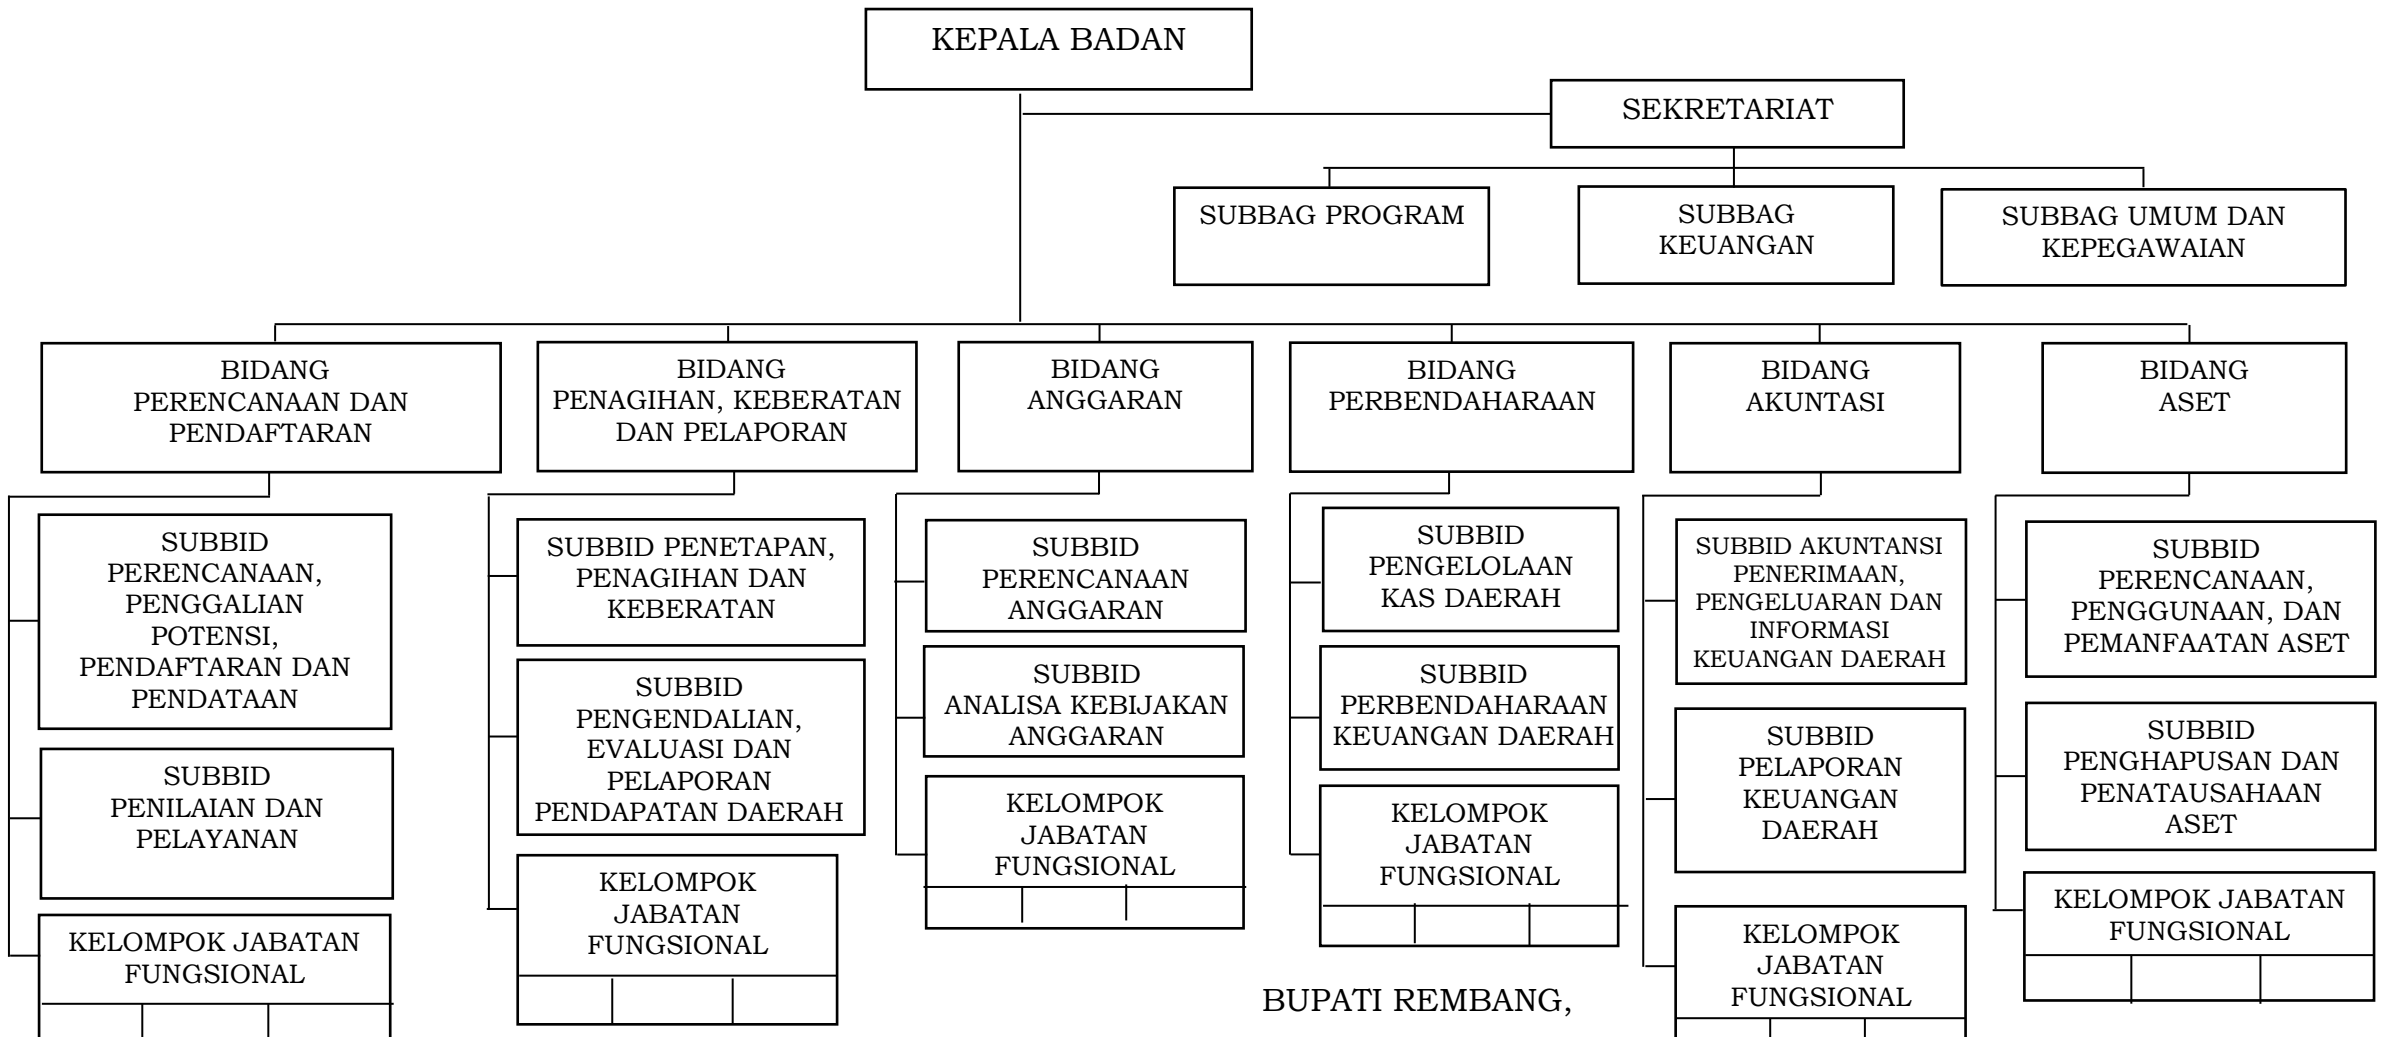 KEPALA BADAN
SEKRETARIAT
SUBBAG PROGRAM
SUBBAG
KEUANGAN
SUBBAG UMUM DAN
KEPEGAWAIAN
BIDANG
PERENCANAAN DAN
PENDAFTARAN
BIDANG
PENAGIHAN, KEBERATAN
DAN PELAPORAN
BIDANG
ANGGARAN
BIDANG
PERBENDAHARAAN
BIDANG
AKUNTASI
BIDANG
ASET
SUBBID
PERENCANAAN,
PENGGALIAN
POTENSI,
PENDAFTARAN DAN
PENDATAAN
SUBBID
PENILAIAN DAN
PELAYANAN
KELOMPOK JABATAN
FUNGSIONAL
SUBBID PENETAPAN,
PENAGIHAN DAN
KEBERATAN
SUBBID
PENGENDALIAN,
EVALUASI DAN
PELAPORAN
PENDAPATAN DAERAH
KELOMPOK
JABATAN
FUNGSIONAL
SUBBID
PERENCANAAN
ANGGARAN
SUBBID
ANALISA KEBIJAKAN
ANGGARAN
KELOMPOK
JABATAN
FUNGSIONAL
SUBBID
PENGELOLAAN
KAS DAERAH
SUBBID
PERBENDAHARAAN
KEUANGAN DAERAH
KELOMPOK
JABATAN
FUNGSIONAL
SUBBID AKUNTANSI
PENERIMAAN,
PENGELUARAN DAN
INFORMASI
KEUANGAN DAERAH
SUBBID
PELAPORAN
KEUANGAN
DAERAH
KELOMPOK
JABATAN
FUNGSIONAL
SUBBID
PERENCANAAN,
PENGGUNAAN, DAN
PEMANFAATAN ASET
SUBBID
PENGHAPUSAN DAN
PENATAUSAHAAN
ASET
KELOMPOK JABATAN
FUNGSIONAL
BUPATI REMBANG,